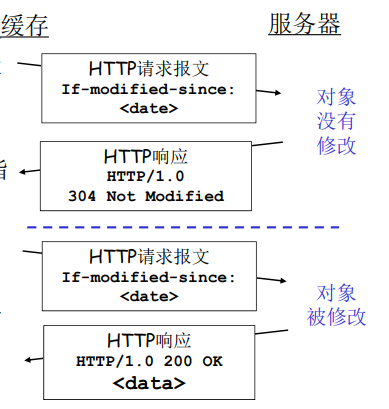 缓存
服务器
HTTP请求报文
If-modified-since:
<date>
对象
没有
修改
HTTP响应
HTTP/1.0
304 Not Modified
HTTP请求报文
If-modified-since:
<date>
对象
被修改
HTTP响应
HTTP/1.0 200 OK
<data>